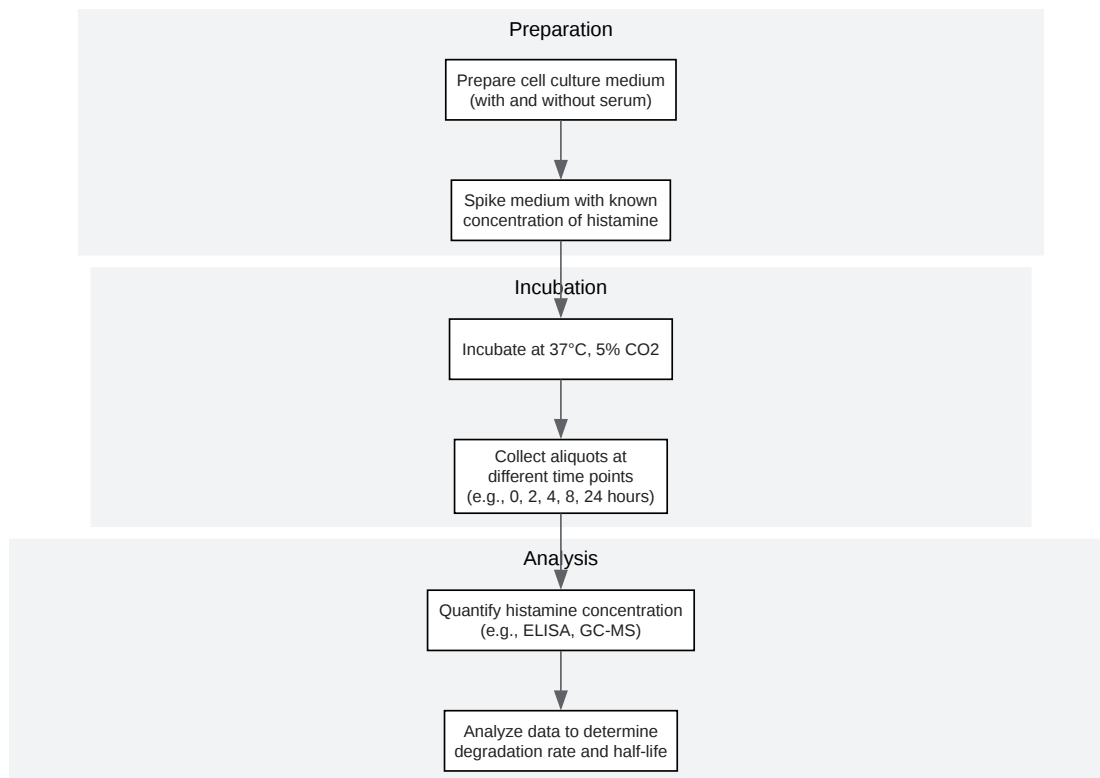 Preparation
Prepare cell culture medium
(with and without serum)
Spike medium with known
concentration of histamine
Incubation
Incubate at 37°C, 5% CO2
Collect aliquots at
different time points
(e.g., 0, 2, 4, 8, 24 hours)
Analysis
Quantify histamine concentration
(e.g., ELISA, GC-MS)
Analyze data to determine
degradation rate and half-life